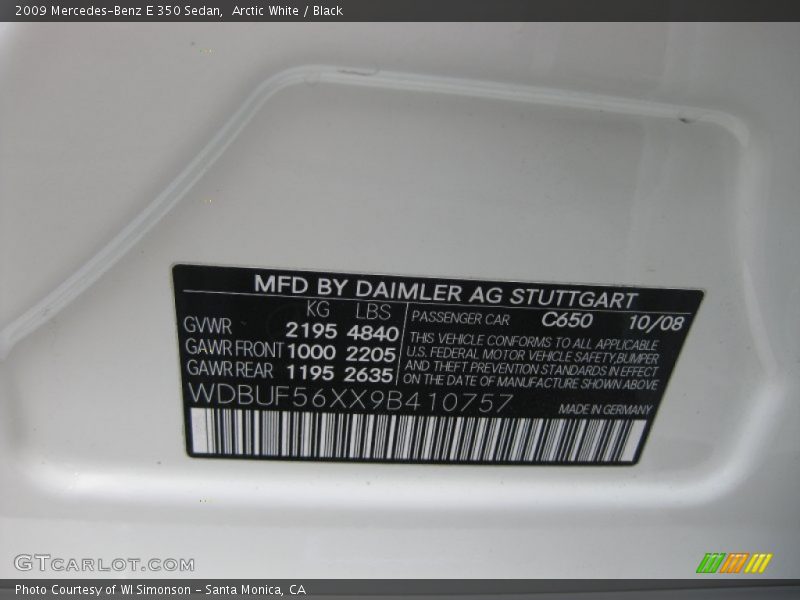 2009 Mercedes-Benz E 350 Sedan,  Arctic White / Black
MFD BY DAIMLER AG STUTTGART
KG LBS
GVWR 2195 4840
GAWR FRONT 1000 2205
GAWR REAR 1195 2635
PASSENGER CAR C650 10/08
THIS VEHICLE CONFORMS TO ALL APPLICABLE
U.S. FEDERAL MOTOR VEHICLE SAFETY, BUMPER
AND THEFT PREVENTION STANDARDS IN EFFECT
ON THE DATE OF MANUFACTURE SHOWN ABOVE
WDBUF56XX9B410757
MADE IN GERMANY
GTCARLOT.COM
Photo Courtesy of WI Simonson - Santa Monica, CA